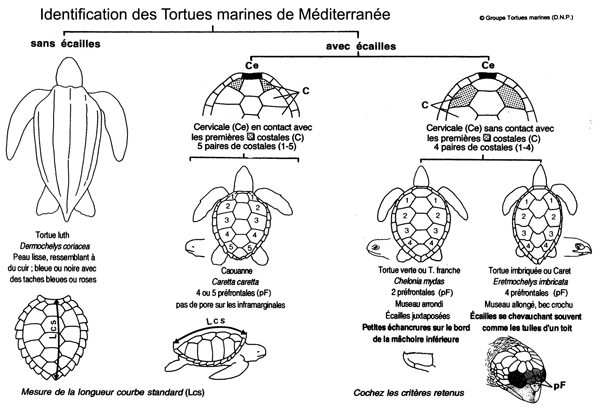 Identification des Tortues marines de Méditerranée
© Groupe Tortues marines (D.N.P.)
sans écailles
avec écailles
Ce
C
Cervicale (Ce) en contact avec
les premières costales (C)
5 paires de costales (1-5)
Ce
C
Cervicale (Ce) sans contact avec
les premières costales (C)
4 paires de costales (1-4)
Tortue luth
Dermochelys coriacea
Peau lisse, ressemblant à
du cuir ; bleue ou noire avec
des taches bleues ou roses
1 1
2 2
3 3
4 4
5 5
Caouanne
Caretta caretta
4 ou 5 préfrontales (pF)
pas de pore sur les inframarginales
1 1
2 2
3 3
4 4
Tortue verte ou T. franche
Chelonia mydas
2 préfrontales (pF)
Museau arrondi
Écailles juxtaposées
Petites échancrures sur le bord
de la mâchoire inférieure
1 1
2 2
3 3
4 4
Tortue imbriquée ou Caret
Eretmochelys imbricata
4 préfrontales (pF)
Museau allongé, bec crochu
Écailles se chevauchant souvent
comme les tuiles d'un toit
Lcs
Lcs
pF
Mesure de la longueur courbe standard (Lcs)
Cochez les critères retenus